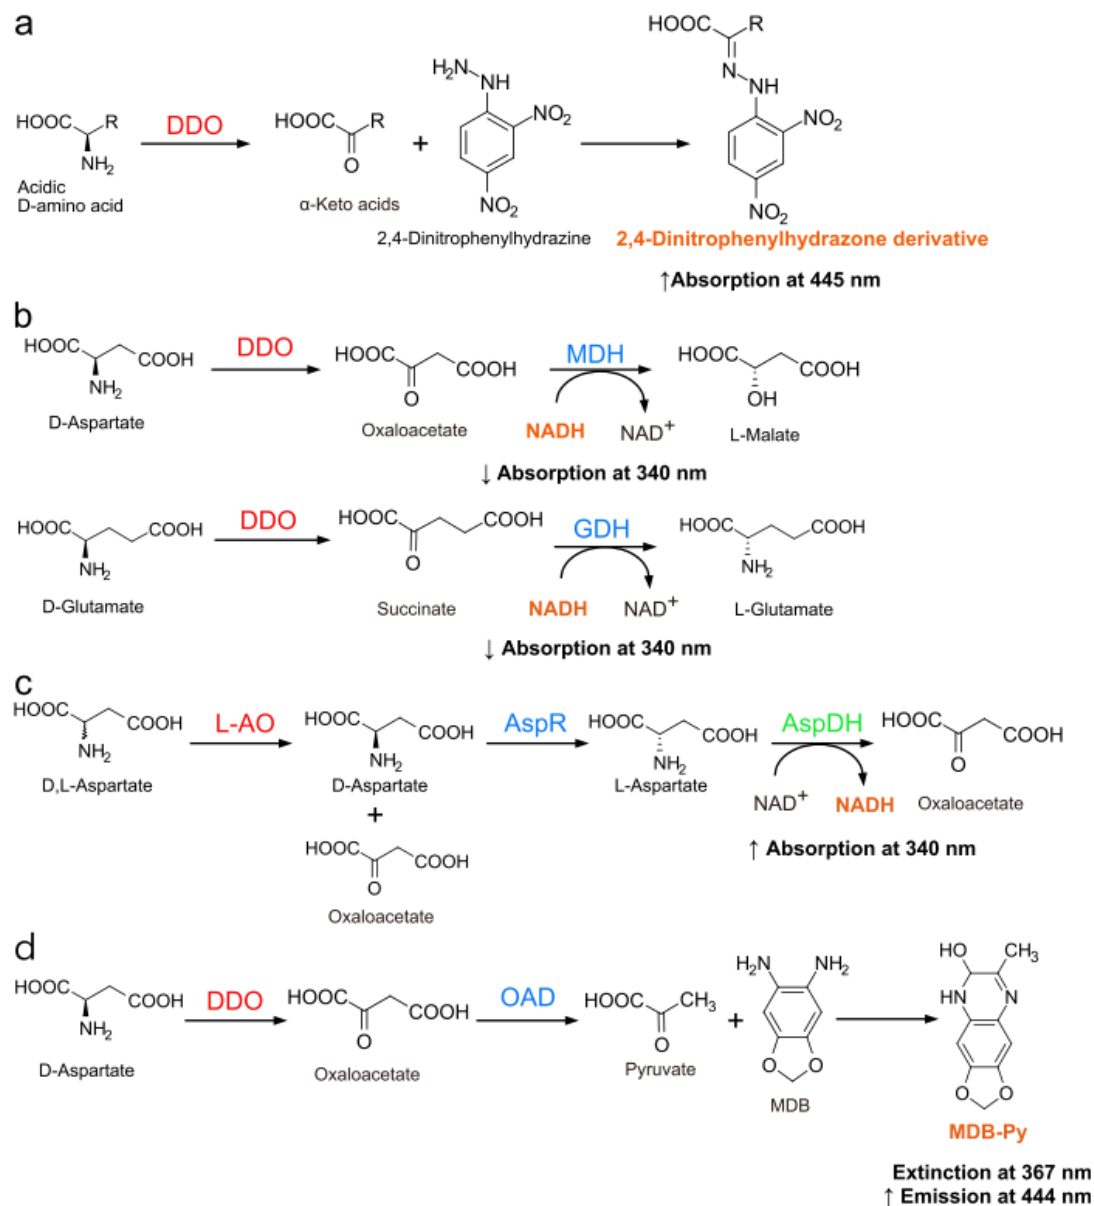 a
HOOC R
NH₂
Acidic
D-amino acid
DDO
HOOC R
O
α-Keto acids
+
H₂N
NH
NO₂
NO₂
2,4-Dinitrophenylhydrazine
HOOC R
N
NH
NO₂
NO₂
2,4-Dinitrophenylhydrazone derivative
↑Absorption at 445 nm
b
HOOC COOH
NH₂
D-Aspartate
DDO
HOOC COOH
O
Oxaloacetate
MDH
NADH NAD⁺
HOOC COOH
OH
L-Malate
↓ Absorption at 340 nm
HOOC COOH
NH₂
D-Glutamate
DDO
HOOC COOH
O
Succinate
GDH
NADH NAD⁺
HOOC COOH
NH₂
L-Glutamate
↓ Absorption at 340 nm
c
HOOC COOH
NH₂
D,L-Aspartate
L-AO
HOOC COOH
NH₂
D-Aspartate
+
HOOC COOH
O
Oxaloacetate
AspR
HOOC COOH
NH₂
L-Aspartate
AspDH
NAD⁺ NADH
HOOC COOH
O
Oxaloacetate
↑ Absorption at 340 nm
d
HOOC COOH
NH₂
D-Aspartate
DDO
HOOC COOH
O
Oxaloacetate
OAD
HOOC CH₃
O
Pyruvate
+
H₂N NH₂
O O
MDB
HO CH₃
HN N
O O
MDB-Py
Extinction at 367 nm
↑ Emission at 444 nm